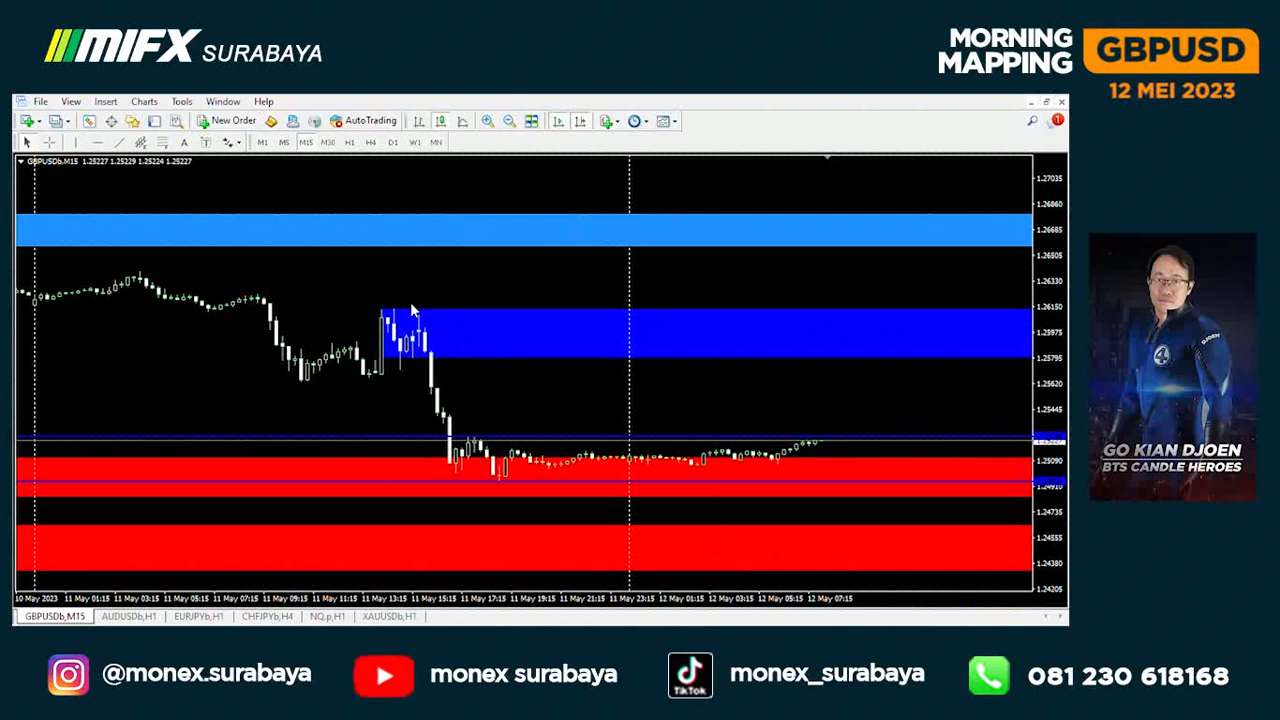 MIFX SURABAYA
MORNING
MAPPING
GBPUSD
12 MEI 2023
File View Insert Charts Tools Window Help
New Order AutoTrading
1
M1 M5 M15 M30 H1 H4 D1 W1 MN
GBPUSDb,M15 1.25227 1.25229 1.25224 1.25227
1.27035
1.26860
1.26685
1.26505
1.26330
1.26150
1.25975
1.25795
1.25620
1.25445
1.25090
1.24910
1.24735
1.24555
1.24380
1.24205
10 May 2023 11 May 01:15 11 May 03:15 11 May 05:15 11 May 07:15 11 May 09:15 11 May 11:15 11 May 13:15 11 May 15:15 11 May 17:15 11 May 19:15 11 May 21:15 11 May 23:15 12 May 01:15 12 May 03:15 12 May 05:15 12 May 07:15
GBPUSDb,M15 AUDUSDb,H1 EURJPYb,H1 CHFJPYb,H4 NQ.p,H1 XAUUSDb,H1
4
DJOEN
GO KIAN DJOEN
BTS CANDLE HEROES
@monex.surabaya
monex surabaya
TikTok
monex_surabaya
081 230 618168